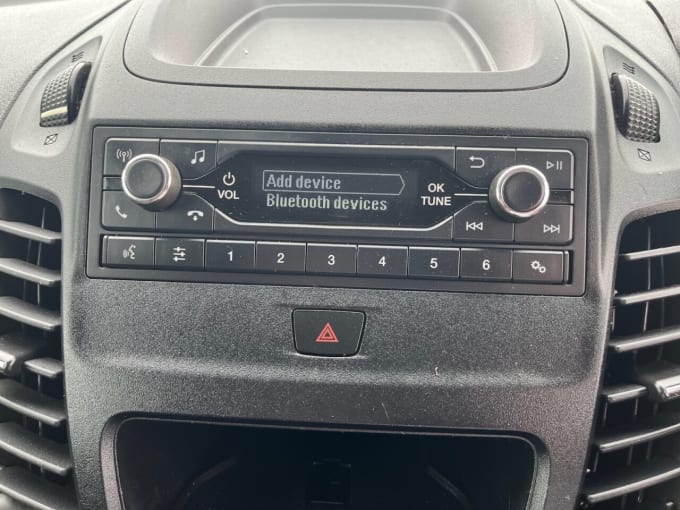 Add device
Bluetooth devices
VOL
OK
TUNE
1 2 3 4 5 6